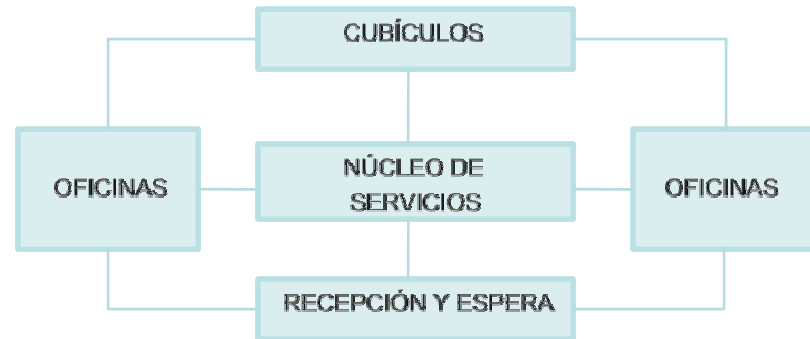 CUBÍCULOS
OFICINAS
NÚCLEO DE
SERVICIOS
OFICINAS
RECEPCIÓN Y ESPERA